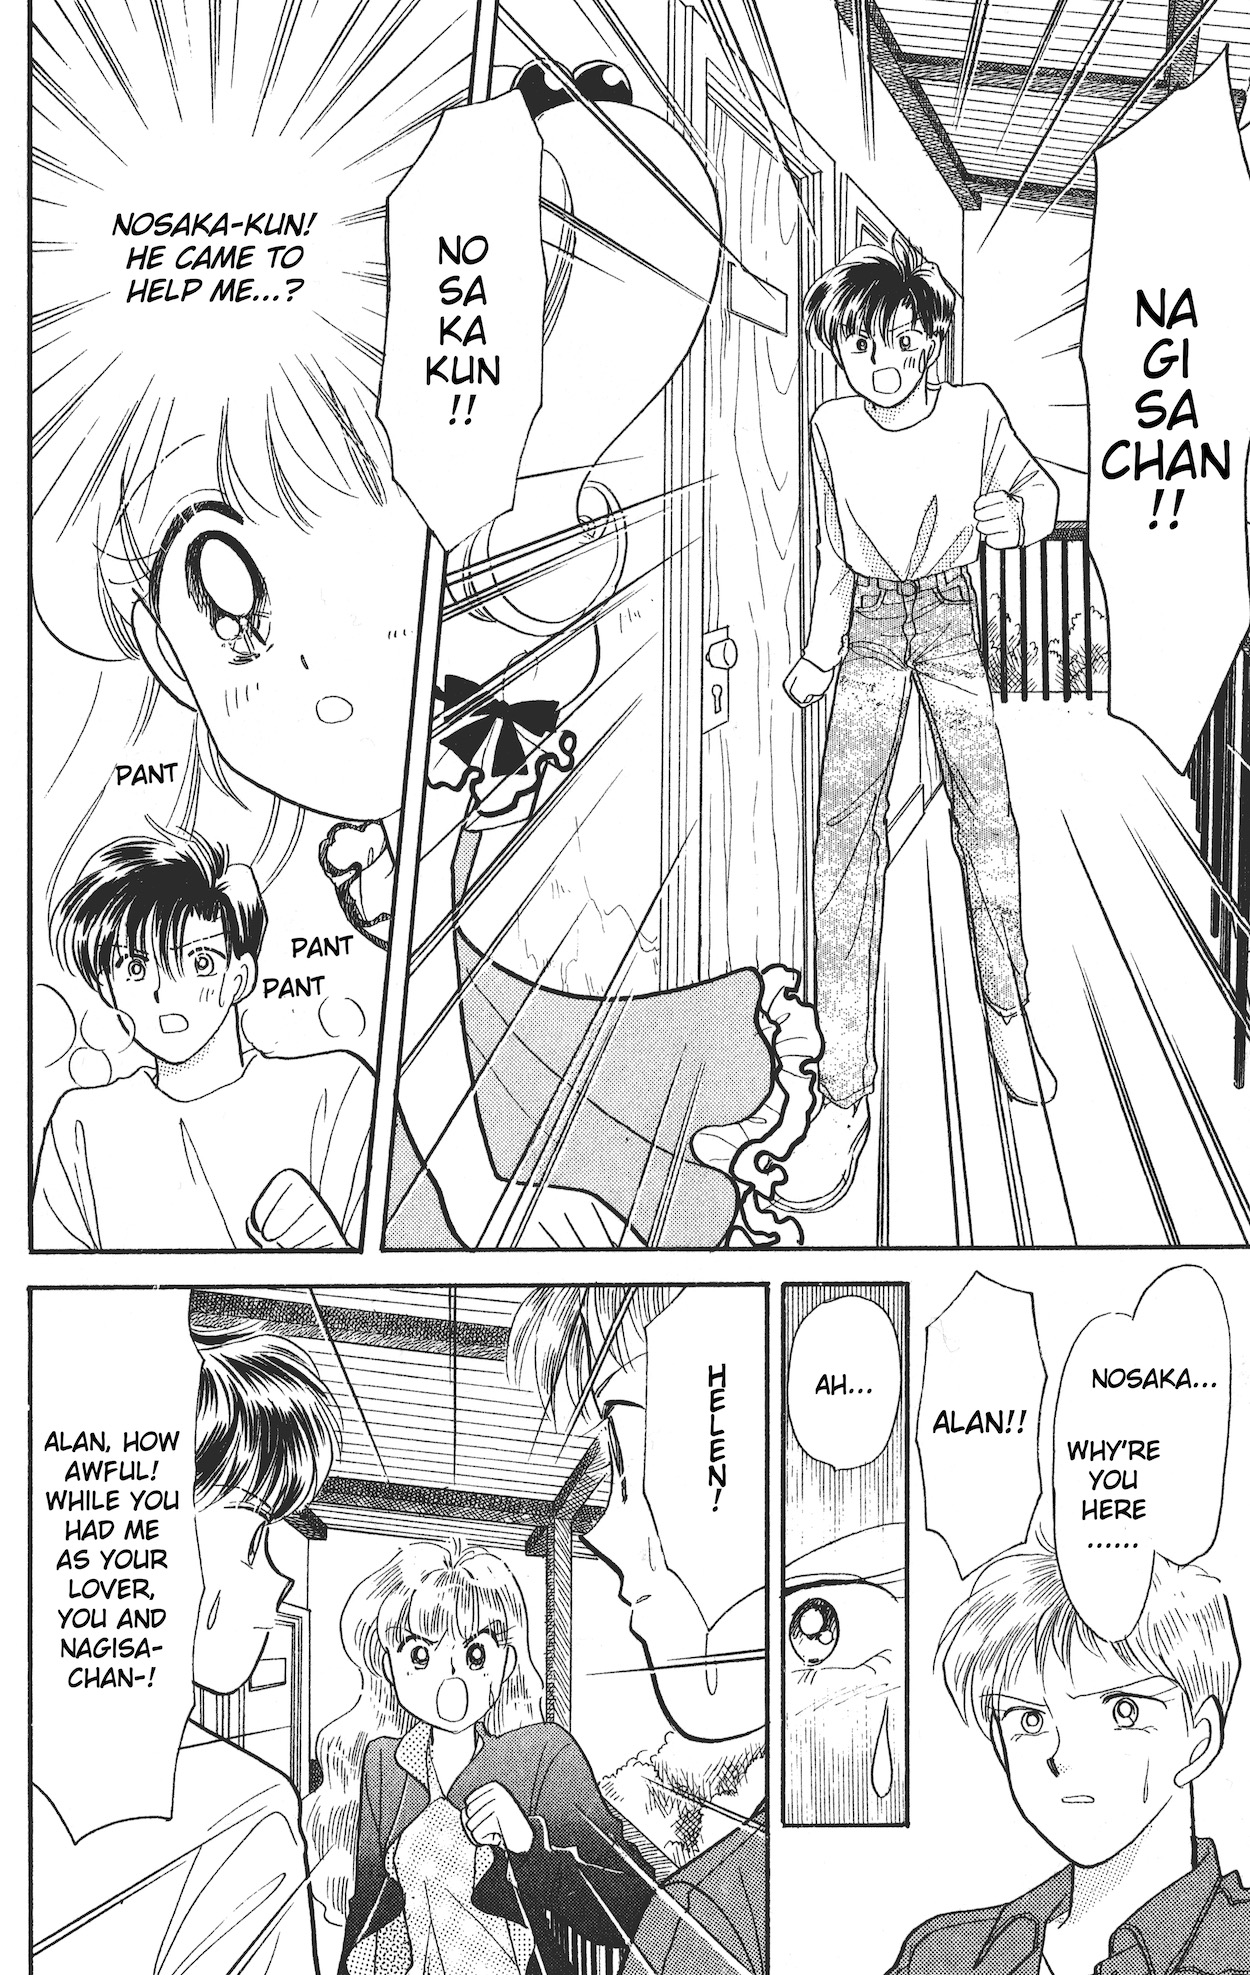 NA
GI
SA
CHAN
!!
NO
SA
KA
KUN
!!
NOSAKA-KUN!
HE CAME TO
HELP ME...?
PANT
PANT
PANT
NOSAKA...
WHY'RE
YOU
HERE
......
ALAN!!
AH...
HELEN!
ALAN, HOW
AWFUL!
WHILE YOU
HAD ME
AS YOUR
LOVER,
YOU AND
NAGISA-
CHAN-!